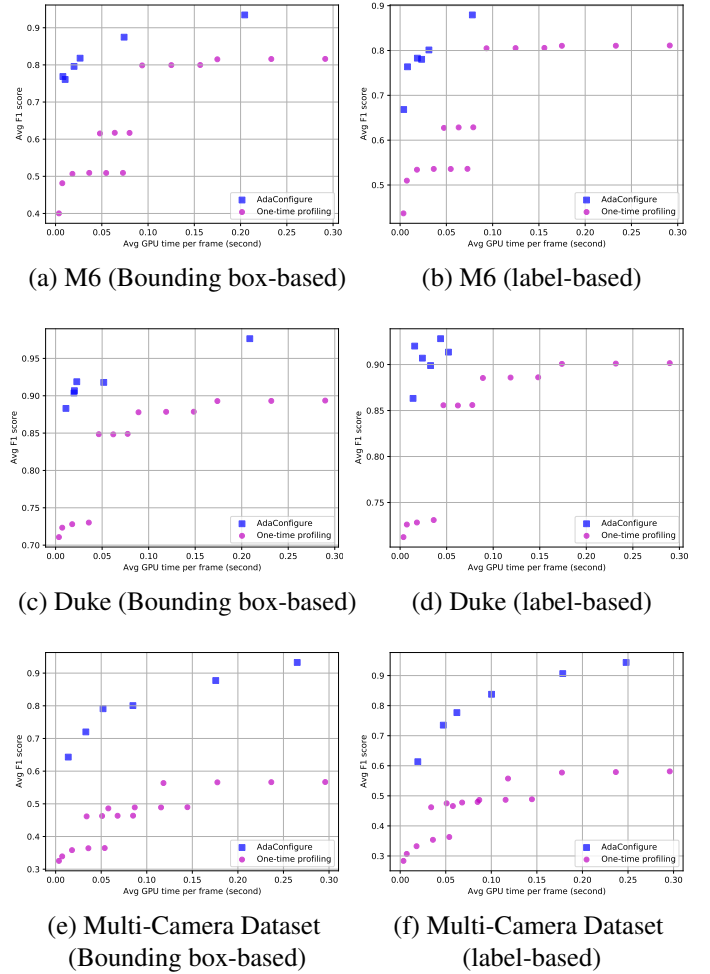 0.9
0.8
0.7
0.6
0.5
0.4
Avg F1 score
0.00 0.05 0.10 0.15 0.20 0.25 0.30
Avg GPU time per frame (second)
AdaConfigure
One-time profiling
(a) M6 (Bounding box-based)
0.9
0.8
0.7
0.6
0.5
Avg F1 score
0.00 0.05 0.10 0.15 0.20 0.25 0.30
Avg GPU time per frame (second)
AdaConfigure
One-time profiling
(b) M6 (label-based)
0.95
0.90
0.85
0.80
0.75
0.70
Avg F1 score
0.00 0.05 0.10 0.15 0.20 0.25 0.30
Avg GPU time per frame (second)
AdaConfigure
One-time profiling
(c) Duke (Bounding box-based)
0.90
0.85
0.75
Avg F1 score
0.00 0.05 0.10 0.15 0.20 0.25 0.30
Avg GPU time per frame (second)
AdaConfigure
One-time profiling
(d) Duke (label-based)
0.9
0.8
0.7
0.6
0.5
0.4
0.3
Avg F1 score
0.00 0.05 0.10 0.15 0.20 0.25 0.30
Avg GPU time per frame (second)
AdaConfigure
One-time profiling
(e) Multi-Camera Dataset
(Bounding box-based)
0.9
0.8
0.7
0.6
0.5
0.4
0.3
Avg F1 score
0.00 0.05 0.10 0.15 0.20 0.25 0.30
Avg GPU time per frame (second)
AdaConfigure
One-time profiling
(f) Multi-Camera Dataset
(label-based)